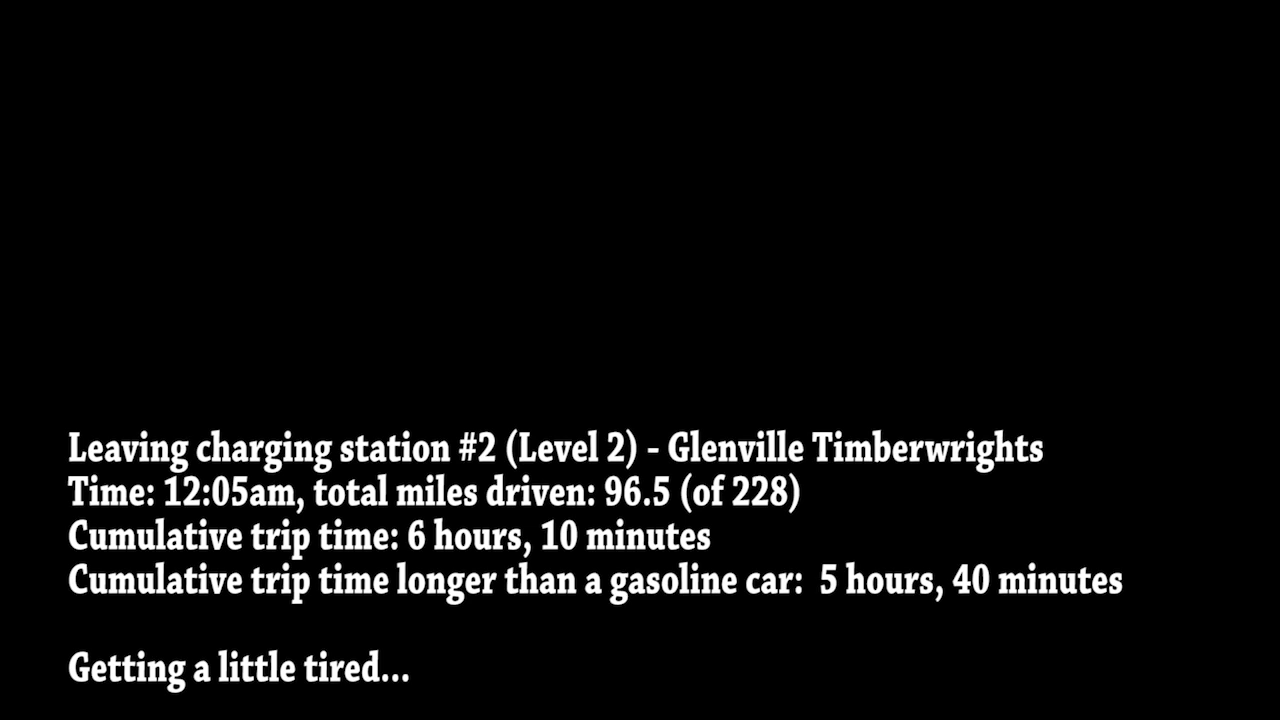 Leaving charging station #2 (Level 2) - Glenville Timberwrights
Time: 12:05am, total miles driven: 96.5 (of 228)
Cumulative trip time: 6 hours, 10 minutes
Cumulative trip time longer than a gasoline car:  5 hours, 40 minutes
Getting a little tired...